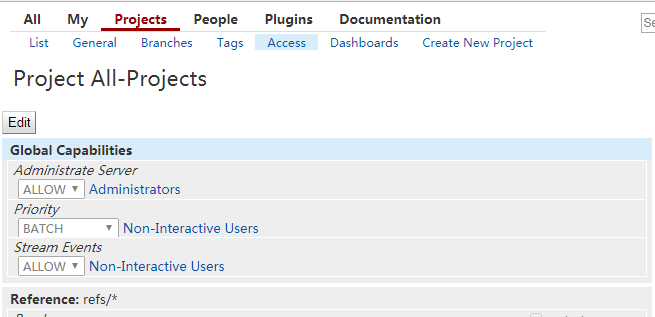 All My Projects People Plugins Documentation
List General Branches Tags Access Dashboards Create New Project
Project All-Projects
Edit
Global Capabilities
Administrate Server
ALLOW Administrators
Priority
BATCH Non-Interactive Users
Stream Events
ALLOW Non-Interactive Users
Reference: refs/*